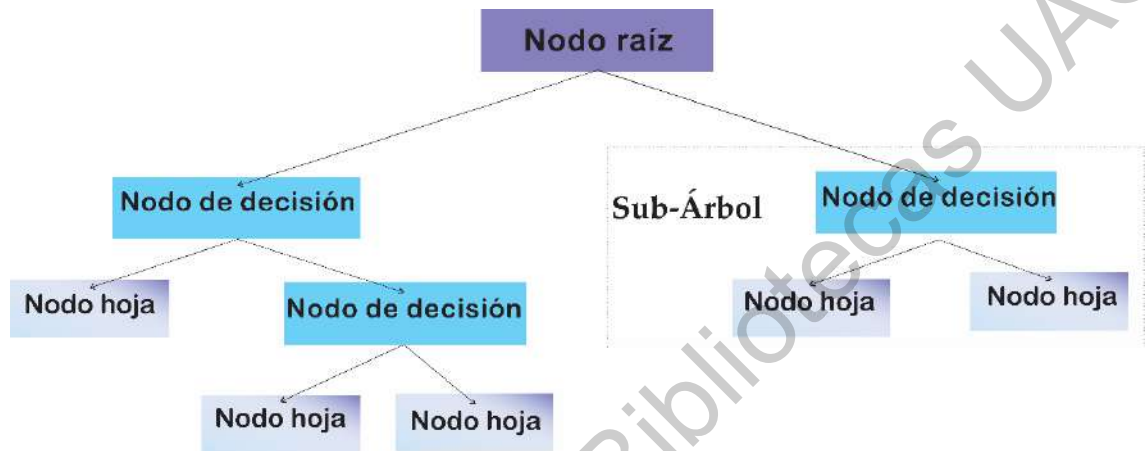 Nodo raíz
Nodo de decisión
Sub-Árbol
Nodo de decisión
Nodo hoja
Nodo de decisión
Nodo hoja
Nodo hoja
Nodo hoja
Nodo hoja
Bibliotecas UAQ